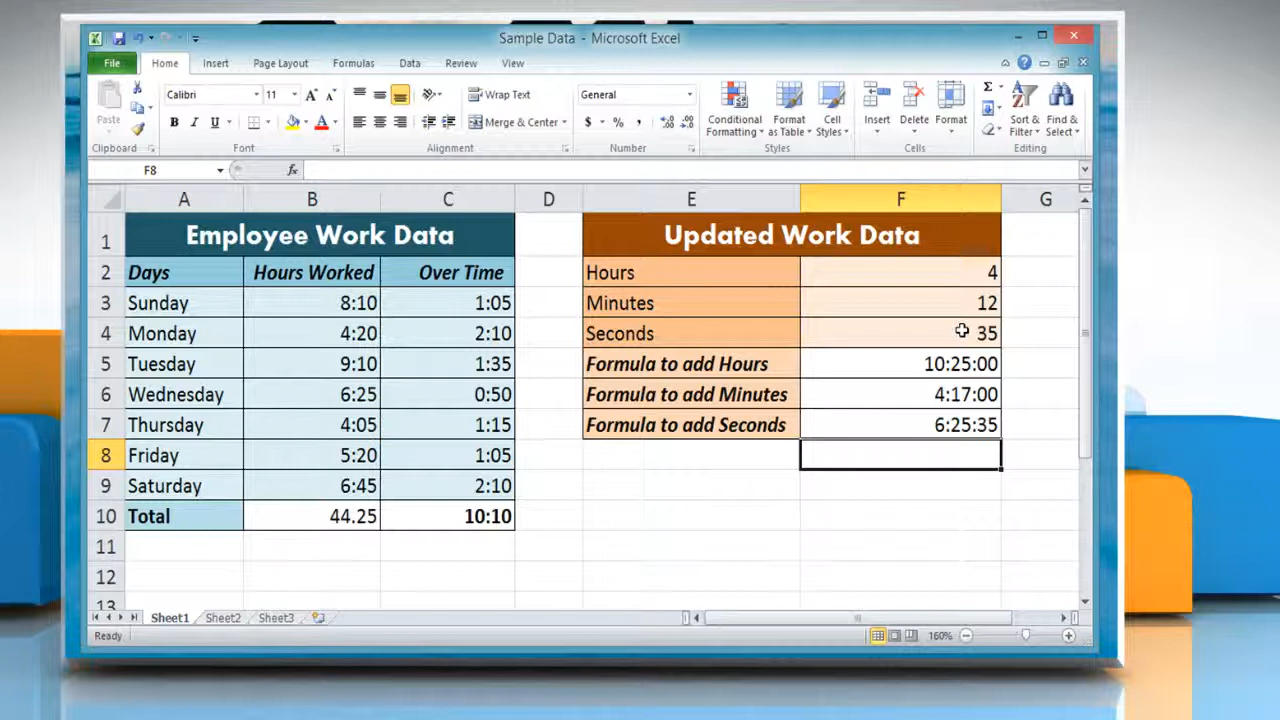 Sample Data - Microsoft Excel
File Home Insert Page Layout Formulas Data Review View
Calibri 11 Wrap Text General
Paste B I U Merge & Center $ % , Conditional Formatting Format as Table Cell Styles Insert Delete Format Σ Sort & Filter Find & Select
Clipboard Font Alignment Number Styles Cells Editing
F8 fx
A B C D E F G
1 Employee Work Data Updated Work Data
2 Days Hours Worked Over Time Hours 4
3 Sunday 8:10 1:05 Minutes 12
4 Monday 4:20 2:10 Seconds 35
5 Tuesday 9:10 1:35 Formula to add Hours 10:25:00
6 Wednesday 6:25 0:50 Formula to add Minutes 4:17:00
7 Thursday 4:05 1:15 Formula to add Seconds 6:25:35
8 Friday 5:20 1:05
9 Saturday 6:45 2:10
10 Total 44.25 10:10
11
12
13
Sheet1 Sheet2 Sheet3
Ready 160%